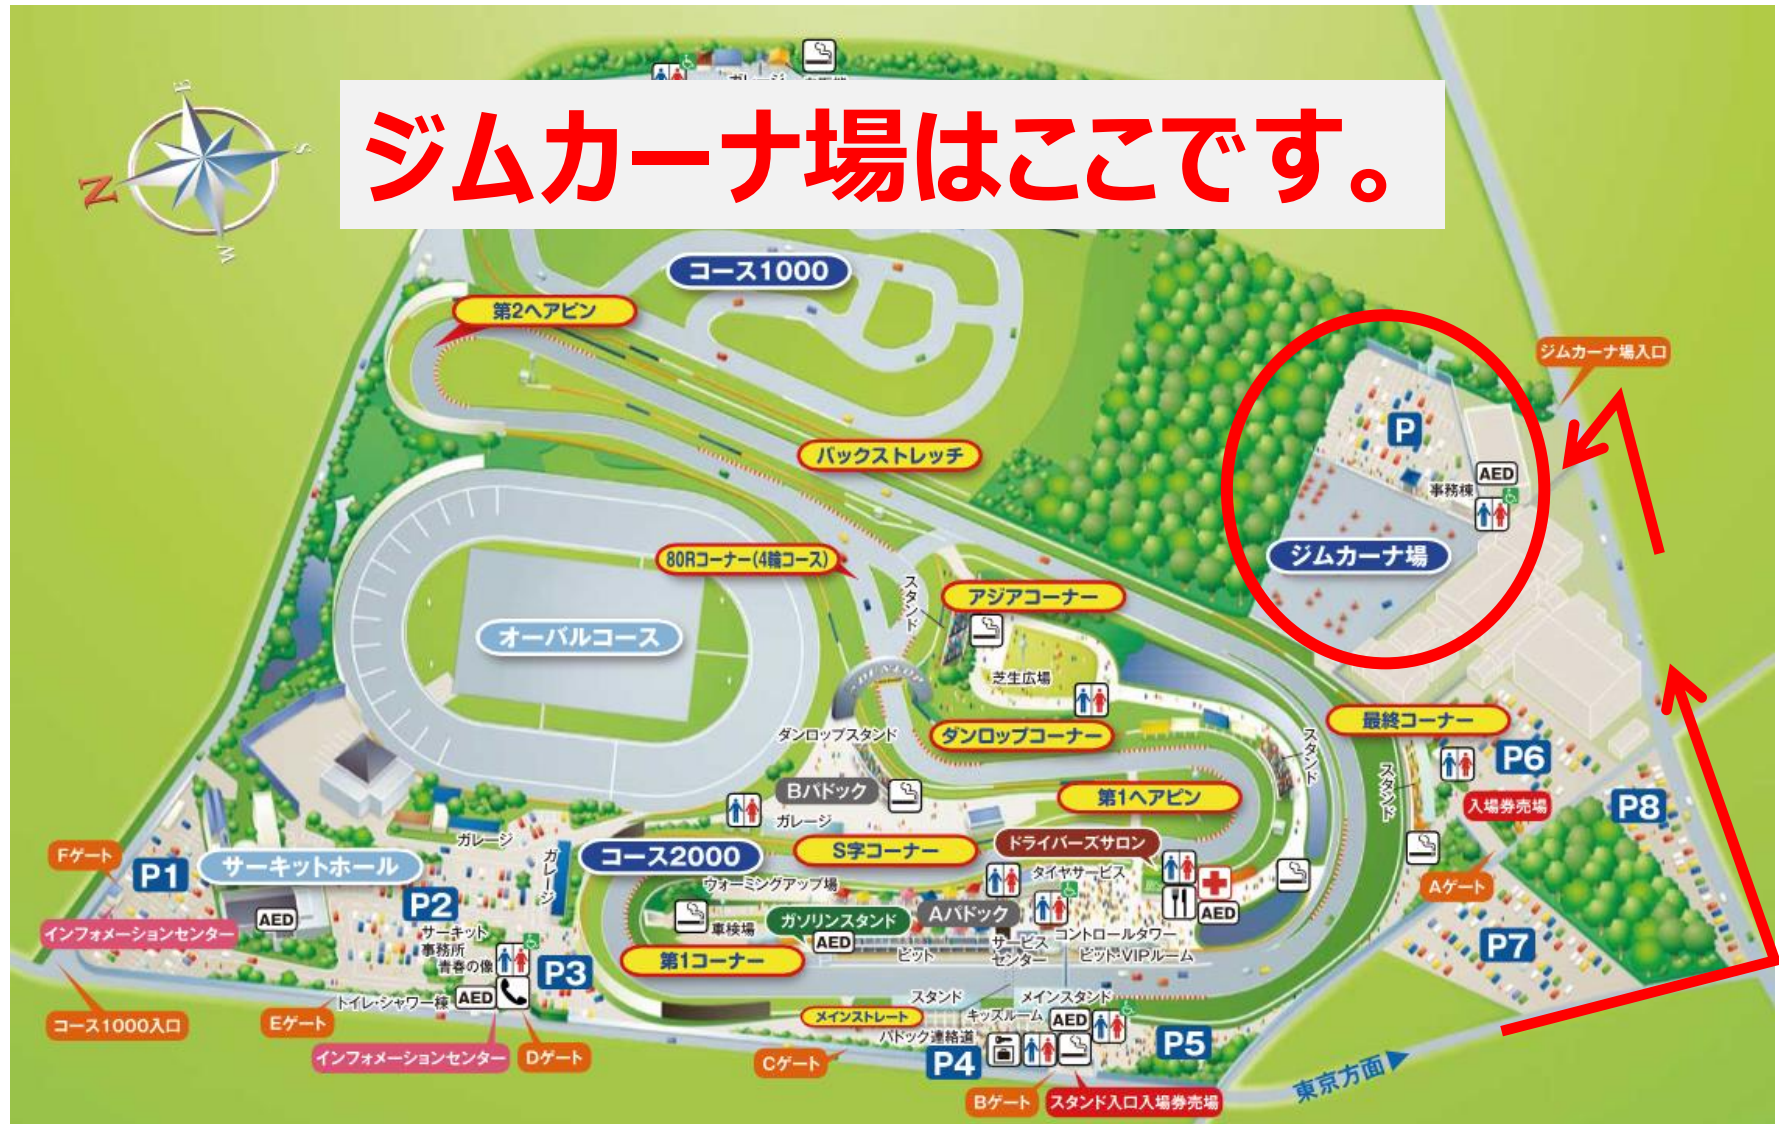 ガレージ
ジムカーナ場はここです。
N
E
S
W
コース1000
第2ヘアピン
ジムカーナ場入口
P
バックストレッチ
AED
事務棟
ジムカーナ場
80Rコーナー(4輪コース)
スタンド
アジアコーナー
オーバルコース
芝生広場
DUNLOP
最終コーナー
ダンロップスタンド
ダンロップコーナー
スタンド
スタンド
P6
Bパドック
第1ヘアピン
入場券売場
P8
ガレージ
ガレージ
ガレージ
コース2000
S字コーナー
ドライバーズサロン
Fゲート
P1
サーキットホール
タイヤサービス
Aゲート
ウォーミングアップ場
P2
AED
ガソリンスタンド
Aパドック
AED
インフォメーションセンター
サーキット
事務所
青春の像
車検場
AED
ピット
サービス
センター
コントロールタワー
ピット・VIPルーム
P7
第1コーナー
P3
トイレ・シャワー棟
AED
スタンド
メインスタンド
コース1000入口
Eゲート
メインストレート
キッズルーム
AED
パドック連絡道
P5
インフォメーションセンター
Dゲート
Cゲート
P4
東京方面
Bゲート
スタンド入口入場券売場